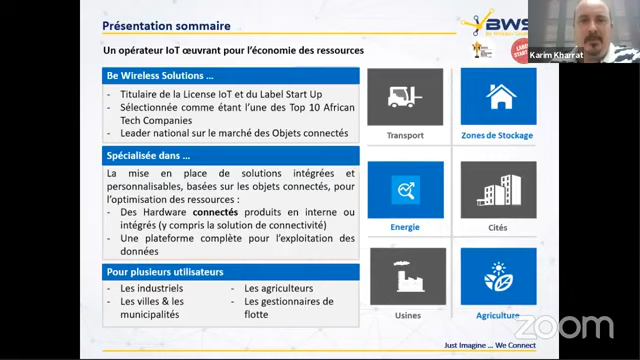 Présentation sommaire
BWS
Be Wireless
Karim Kharrat
Un opérateur IoT œuvrant pour l'économie des ressources
Be Wireless Solutions ...
- Titulaire de la License IoT et du Label Start Up
- Sélectionnée comme étant l'une des Top 10 African
Tech Companies
- Leader national sur le marché des Objets connectés
Spécialisée dans ...
La mise en place de solutions intégrées et
personnalisables, basées sur les objets connectés, pour
l'optimisation des ressources :
- Des Hardware connectés produits en interne ou
intégrés (y compris la solution de connectivité)
- Une plateforme complète pour l'exploitation des
données
Pour plusieurs utilisateurs
- Les industriels
- Les villes & les
municipalités
- Les agriculteurs
- Les gestionnaires de
flotte
Transport
Zones de Stockage
Energie
Cités
Usines
Agriculture
zoom
Just Imagine ... We Connect